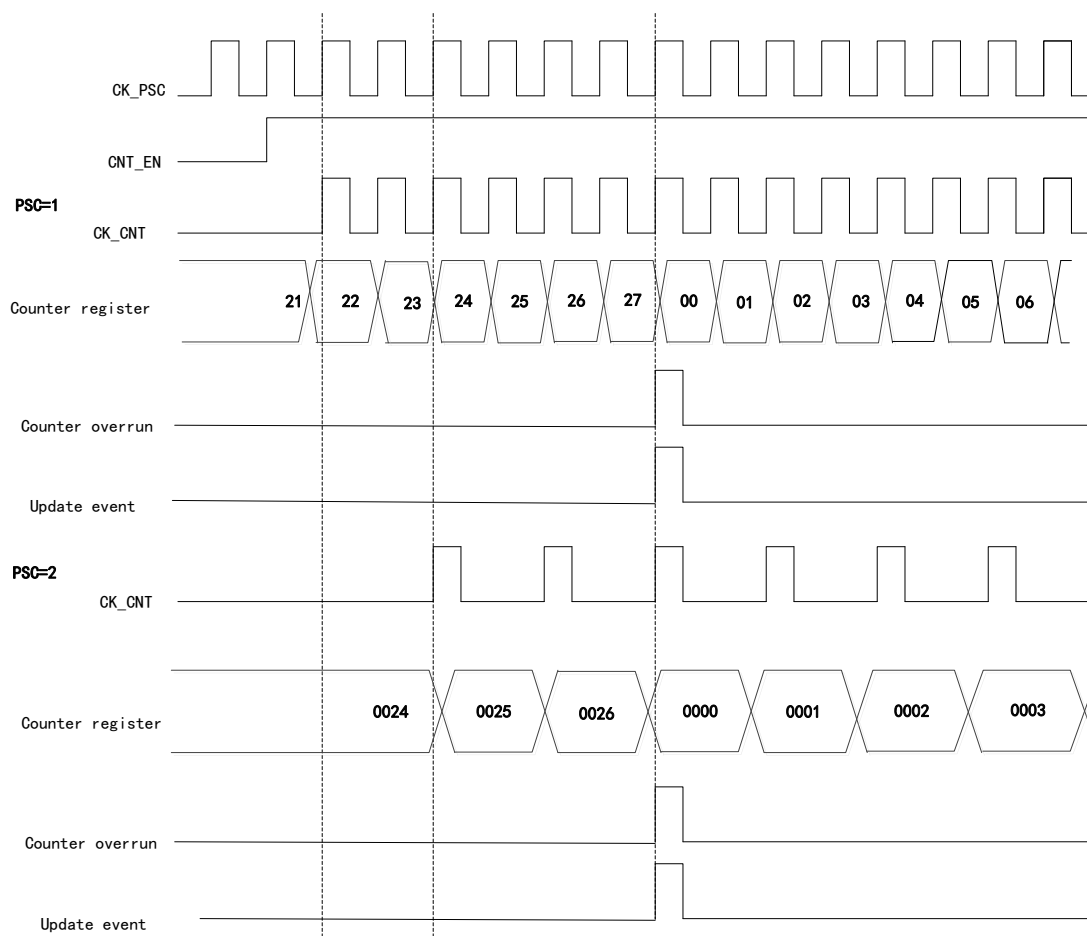 CK_PSC
CNT_EN
PSC=1
CK_CNT
Counter register
21 22 23 24 25 26 27 00 01 02 03 04 05 06
Counter overrun
Update event
PSC=2
CK_CNT
Counter register
0024 0025 0026 0000 0001 0002 0003
Counter overrun
Update event